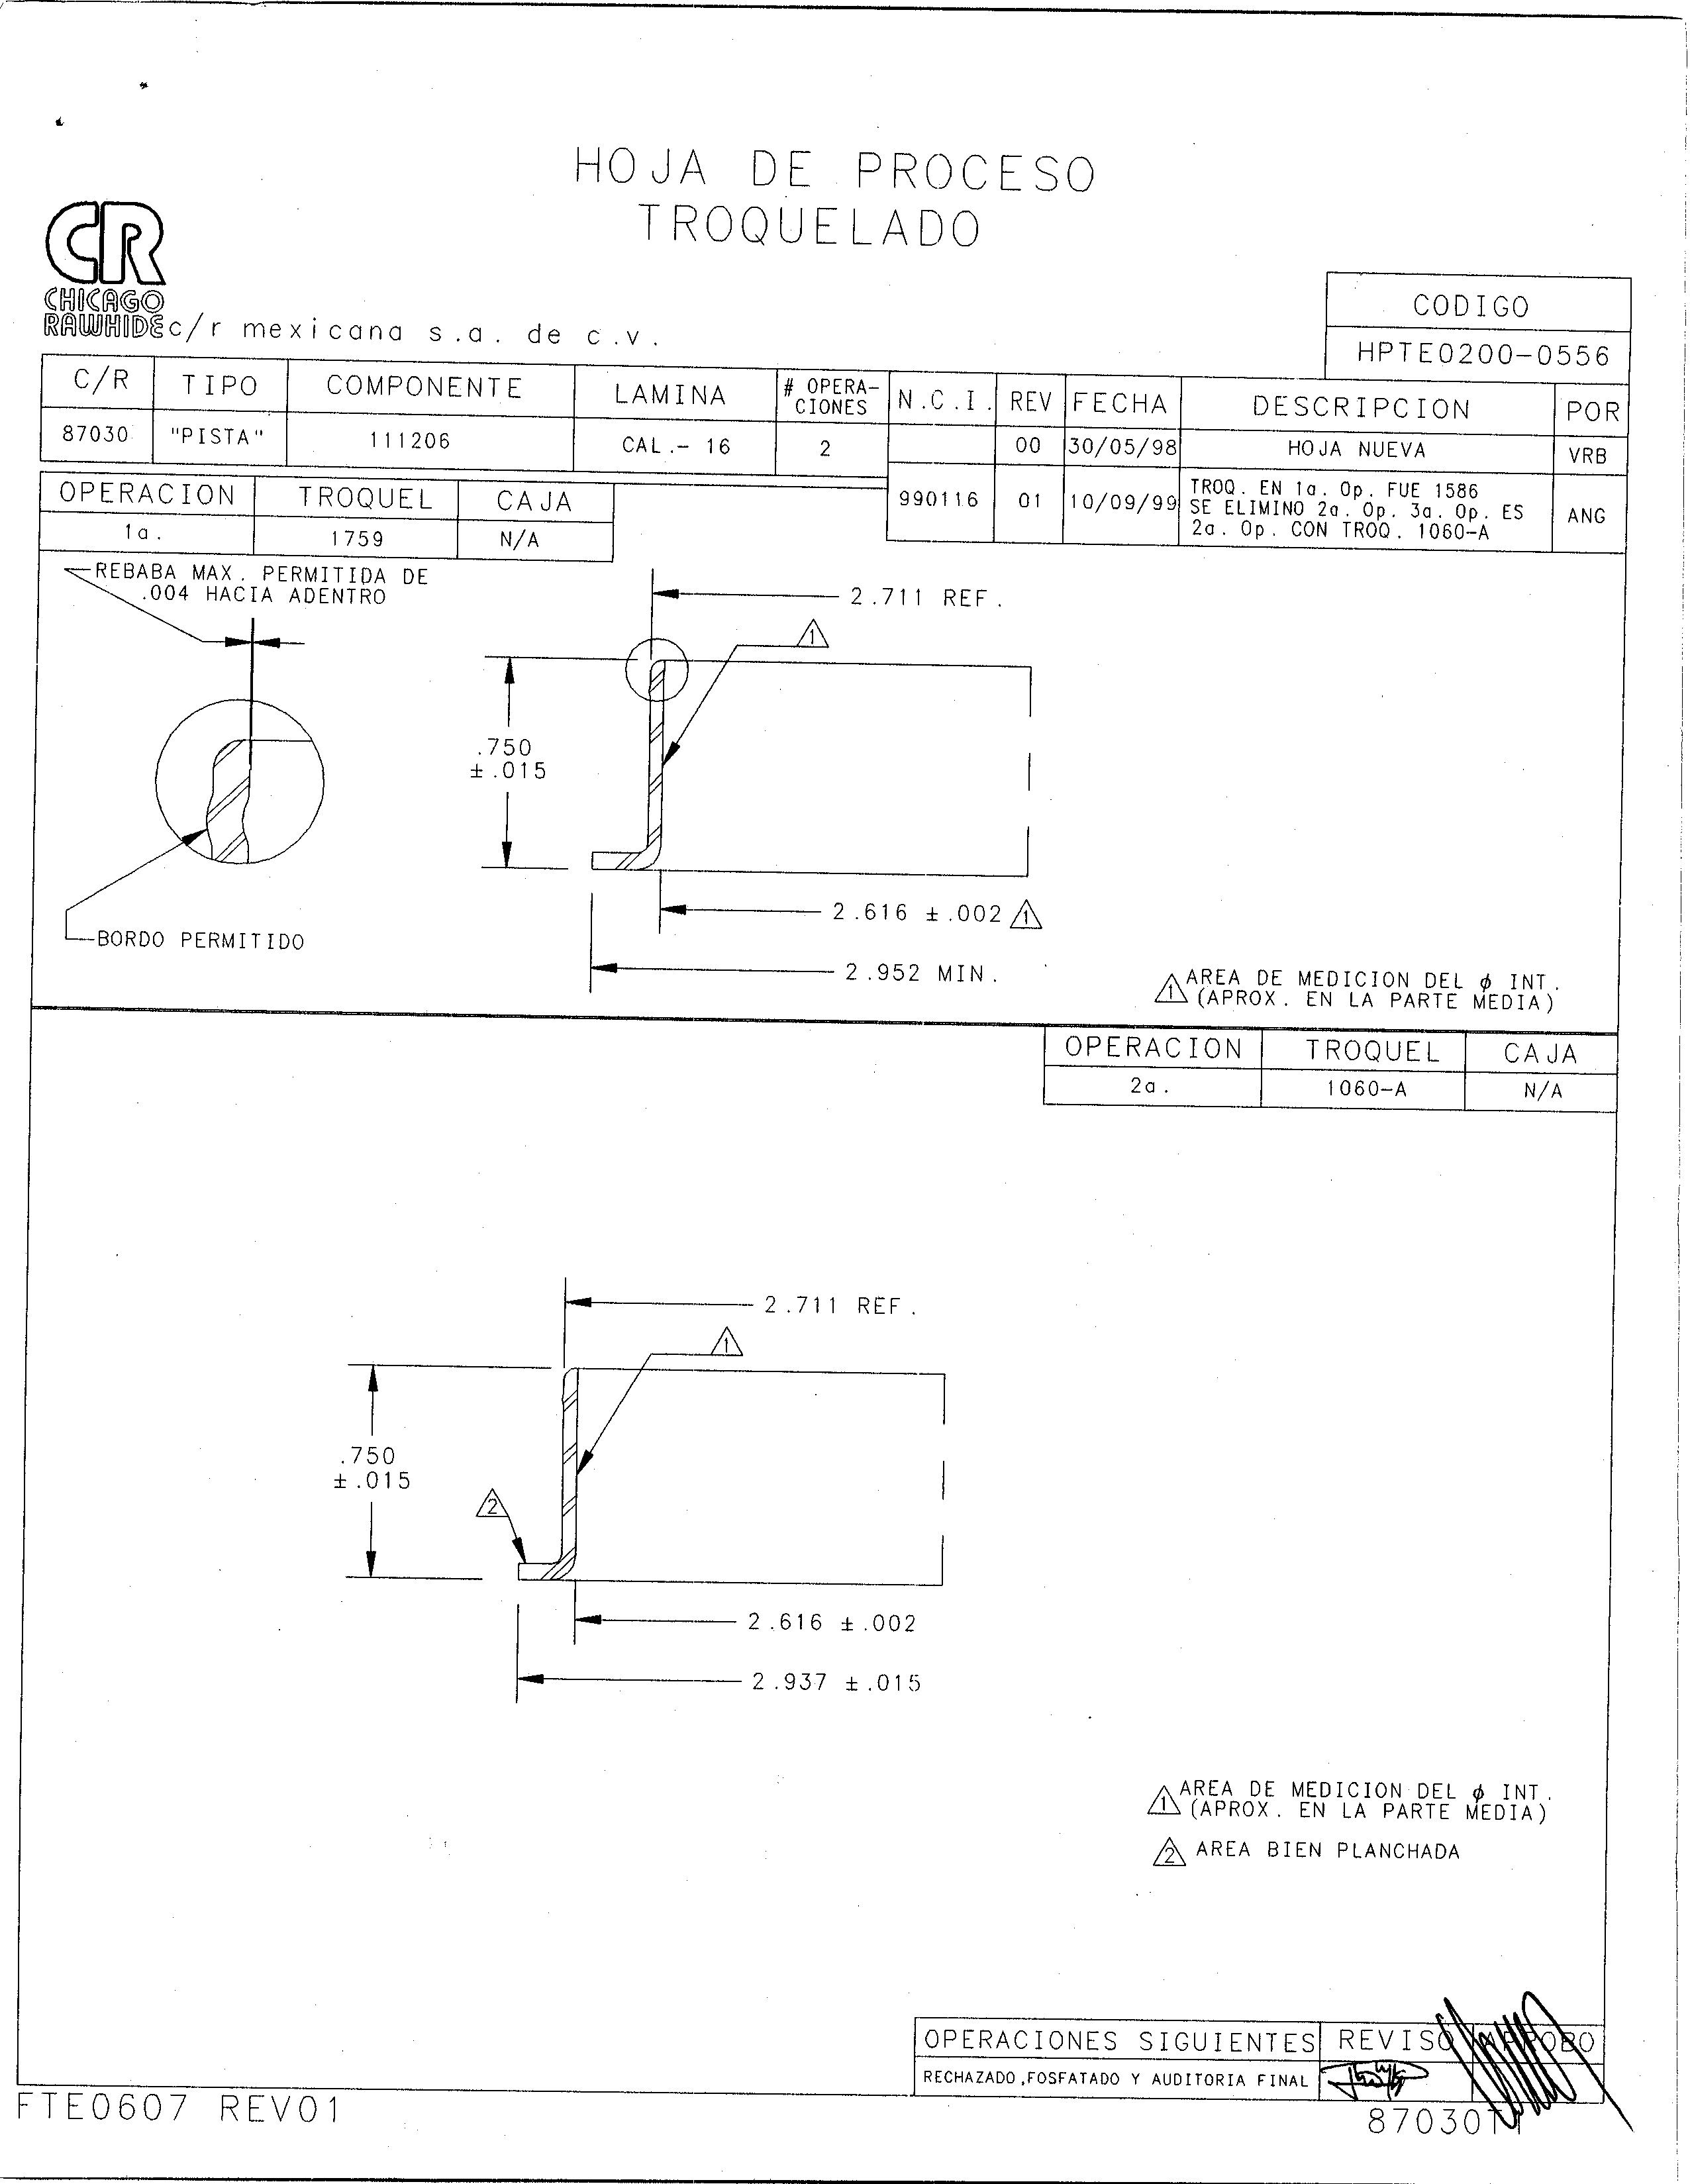 HOJA DE PROCESO
TROQUELADO
CR
CHICAGO
RAWHIDE c/r mexicana s.a. de c.v.
CODIGO
HPTE0200-0556
C/R TIPO COMPONENTE LAMINA # OPERA-CIONES N.C.I. REV FECHA DESCRIPCION POR
87030 "PISTA" 111206 CAL.- 16 2 00 30/05/98 HOJA NUEVA VRB
990116 01 10/09/99 TROQ. EN 1a. Op. FUE 1586
SE ELIMINO 2a. Op. 3a. Op. ES
2a. Op. CON TROQ. 1060-A
ANG
OPERACION TROQUEL CAJA
1a. 1759 N/A
REBABA MAX. PERMITIDA DE
.004 HACIA ADENTRO
2.711 REF.
1
.750
±.015
2.616 ±.002 1
BORDO PERMITIDO
2.952 MIN.
1 AREA DE MEDICION DEL ϕ INT.
(APROX. EN LA PARTE MEDIA)
OPERACION TROQUEL CAJA
2a. 1060-A N/A
2.711 REF.
1
.750
±.015
2
2.616 ±.002
2.937 ±.015
1 AREA DE MEDICION DEL ϕ INT.
(APROX. EN LA PARTE MEDIA)
2 AREA BIEN PLANCHADA
OPERACIONES SIGUIENTES REVISO APROBO
RECHAZADO,FOSFATADO Y AUDITORIA FINAL
FTE0607 REV01